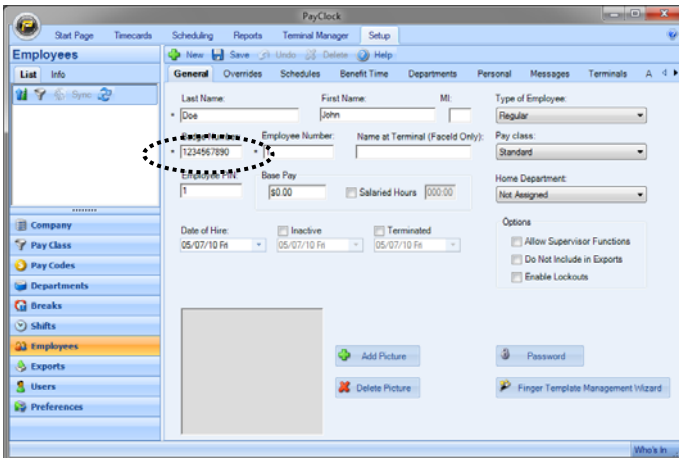 PayClock
Start Page Timecards Scheduling Reports Terminal Manager Setup
Employees
New Save Undo Delete Help
List Info
General Overrides Schedules Benefit Time Departments Personal Messages Terminals A
Sync
Last Name: First Name: MI: Type of Employee:
* Doe John Regular
Badge Number Employee Number: Name at Terminal (FaceId Only): Pay class:
* 1234567890 * 1 Standard
Employee PIN: Base Pay Home Department:
1 $0.00 Salaried Hours 000:00 Not Assigned
Company
Date of Hire: Inactive Terminated Options
Pay Class
05/07/10 Fri 05/07/10 Fri 05/07/10 Fri Allow Supervisor Functions
Pay Codes
Do Not Include in Exports
Departments
Enable Lockouts
Breaks
Shifts
Employees
Add Picture Password
Exports
Users
Delete Picture Finger Template Management Wizard
Preferences
Who's In